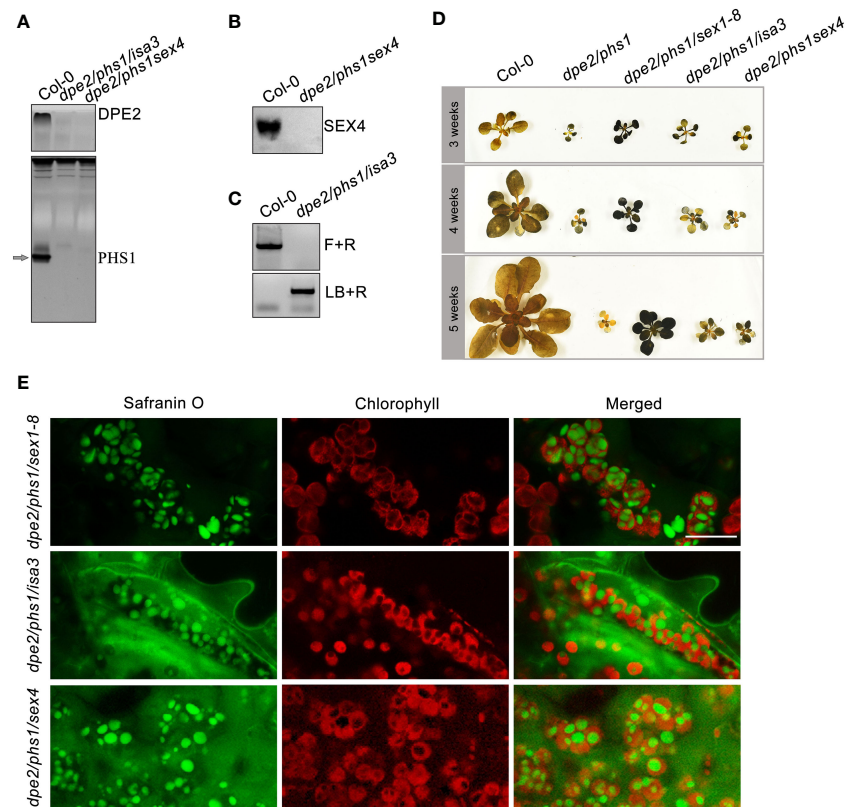 A
Col-0
dpe2/phs1/isa3
dpe2/phs1sex4
DPE2
PHS1
B
Col-0
dpe2/phs1sex4
SEX4
C
Col-0
dpe2/phs1/isa3
F+R
LB+R
D
Col-0
dpe2/phs1
dpe2/phs1/sex1-8
dpe2/phs1/isa3
dpe2/phs1sex4
3 weeks
4 weeks
5 weeks
E
Safranin O
Chlorophyll
Merged
dpe2/phs1/sex1-8
dpe2/phs1/isa3
dpe2/phs1/sex4